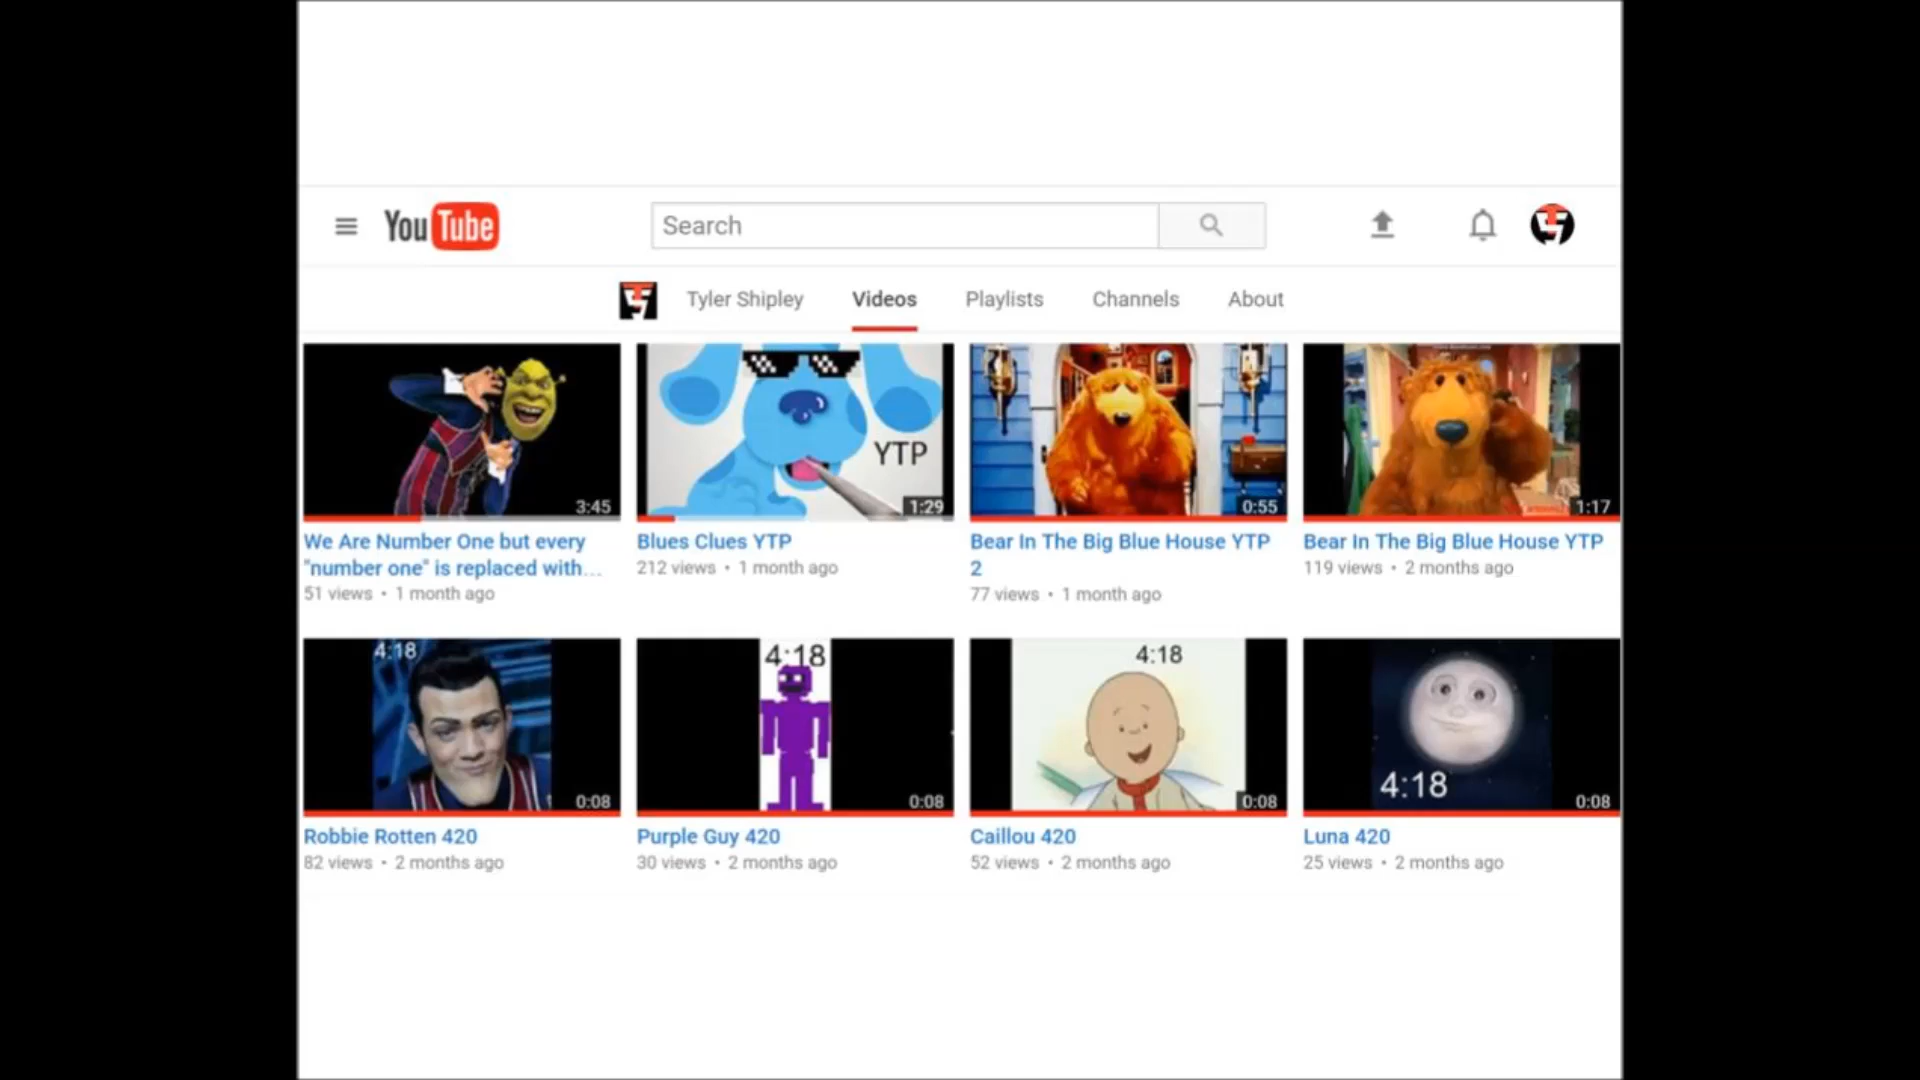 YouTube
Search
Tyler Shipley Videos Playlists Channels About
3:45
YTP
1:29
0:55
1:17
We Are Number One but every
"number one" is replaced with...
51 views • 1 month ago
Blues Clues YTP
212 views • 1 month ago
Bear In The Big Blue House YTP
2
77 views • 1 month ago
Bear In The Big Blue House YTP
119 views • 2 months ago
4:18
0:08
4:18
0:08
4:18
0:08
4:18
0:08
Robbie Rotten 420
82 views • 2 months ago
Purple Guy 420
30 views • 2 months ago
Caillou 420
52 views • 2 months ago
Luna 420
25 views • 2 months ago